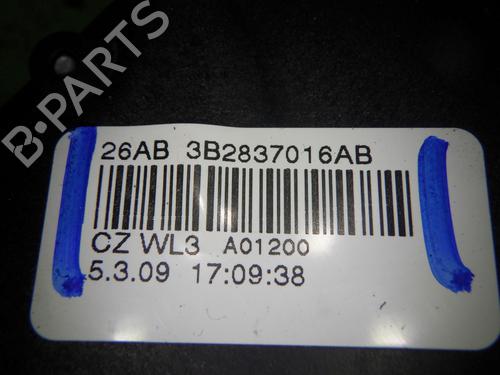 B-PARTS
26AB 3B2837016AB
CZ WL3 A01200
5.3.09 17:09:38